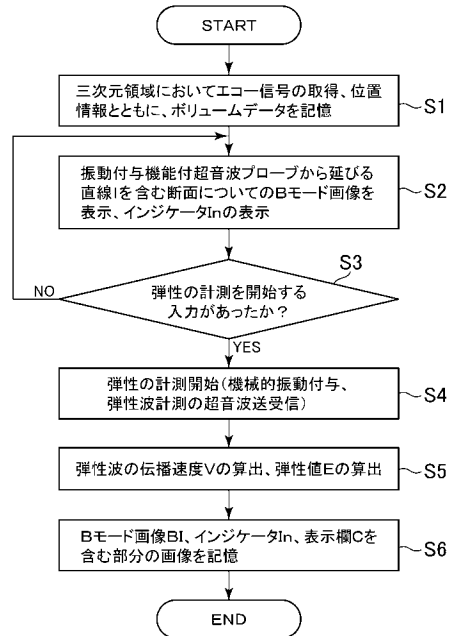 START
三次元領域においてエコー信号の取得、位置
情報とともに、ボリュームデータを記憶
S1
振動付与機能付超音波プローブから延びる
直線lを含む断面についてのBモード画像を
表示、インジケータInの表示
S2
S3
弾性の計測を開始する
入力があったか？
NO
YES
弾性の計測開始（機械的振動付与、
弾性波計測の超音波送受信）
S4
弾性波の伝播速度Vの算出、弾性値Eの算出
S5
Bモード画像BI、インジケータIn、表示欄Cを
含む部分の画像を記憶
S6
END